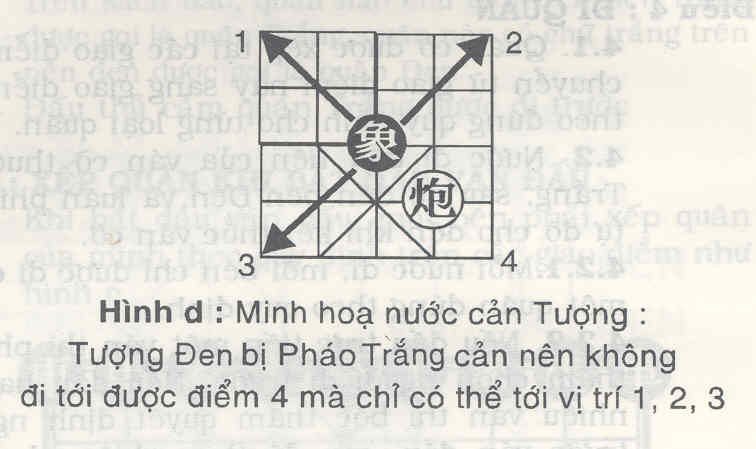 1
2
象
炮
3
4
Hình d : Minh hoạ nước cản Tượng :
Tượng Đen bị Pháo Trắng cản nên không
đi tới được điểm 4 mà chỉ có thể tới vị trí 1, 2, 3